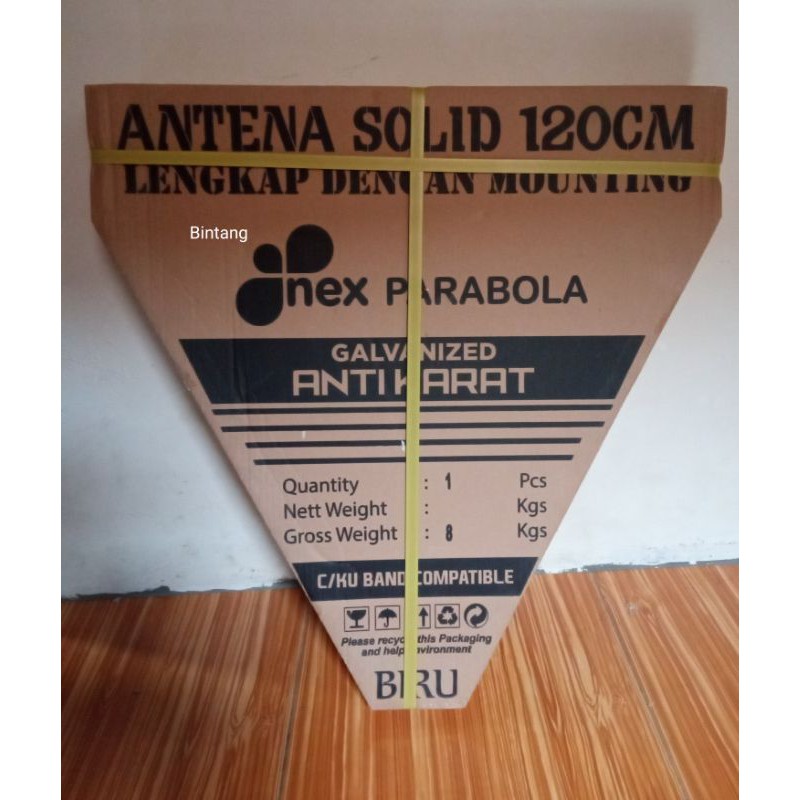 ANTENA SOLID 120CM
LENGKAP DENGAN MOUNTING
Bintang
nex PARABOLA
GALVANIZED
ANTI KARAT
Quantity : 1 Pcs
Nett Weight : Kgs
Gross Weight : 8 Kgs
C/KU BAND COMPATIBLE
Please recycle this Packaging
and help environment
BIRU